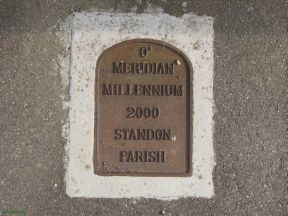 0°
MERIDIAN
MILLENNIUM
2000
STANDON
PARISH